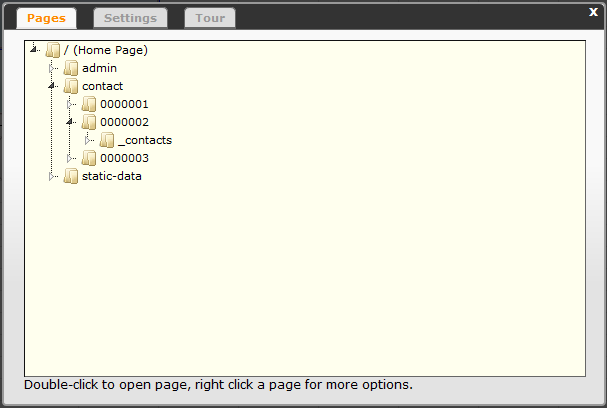 Pages Settings Tour x
/ (Home Page)
admin
contact
0000001
0000002
_contacts
0000003
static-data
Double-click to open page, right click a page for more options.